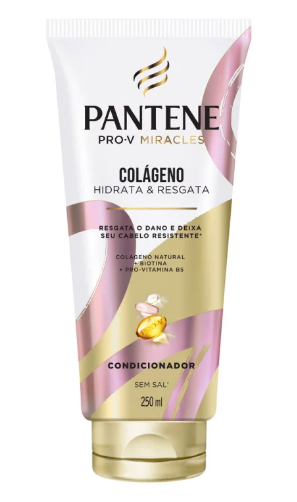 PANTENE
PRO-V MIRACLES
COLÁGENO
HIDRATA & RESGATA
RESGATA O DANO E DEIXA
SEU CABELO RESISTENTE*
COLÁGENO NATURAL
+ BIOTINA
+ PRO-VITAMINA B5
CONDICIONADOR
SEM SAL¹
250 ml